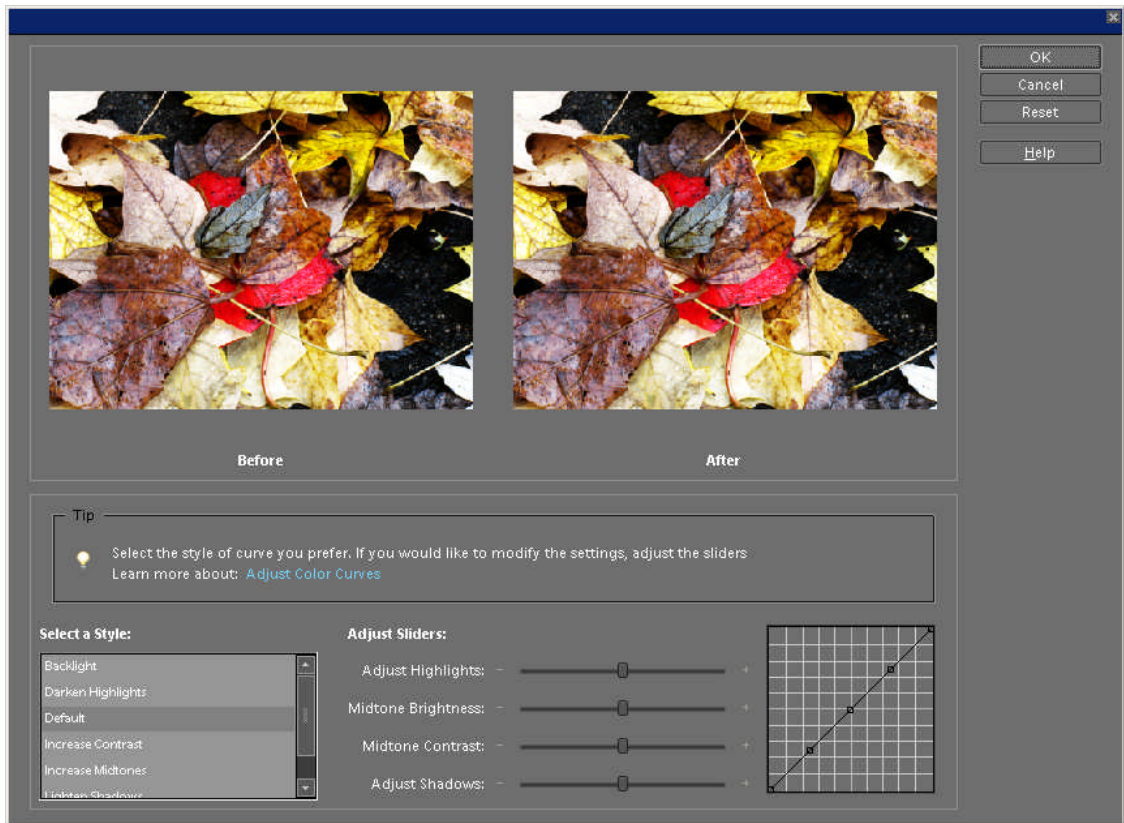 OK
Cancel
Reset
Help
Before
After
Tip
Select the style of curve you prefer. If you would like to modify the settings, adjust the sliders
Learn more about: Adjust Color Curves
Select a Style:
Backlight
Darken Highlights
Default
Increase Contrast
Increase Midtones
Lighten Shadows
Adjust Sliders:
Adjust Highlights: - +
Midtone Brightness: - +
Midtone Contrast: - +
Adjust Shadows: - +